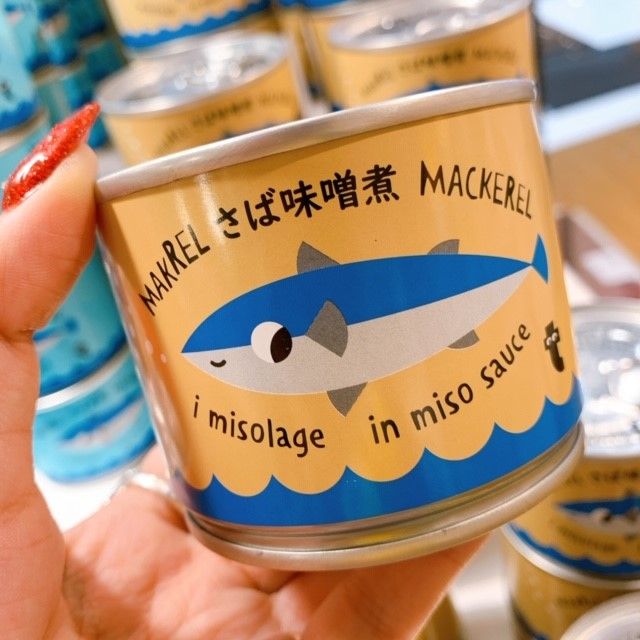 MAKREL さば味噌煮 MACKEREL
i misolage in miso sauce